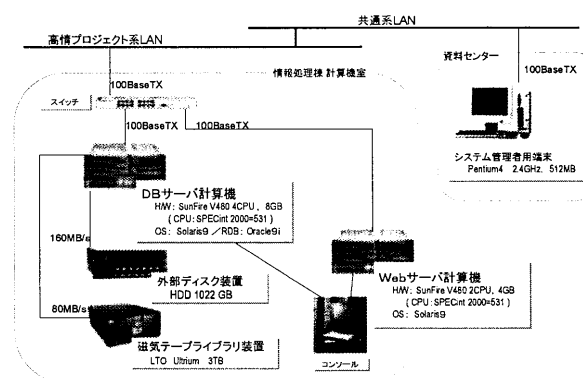 共通系LAN
高情プロジェクト系LAN
資料センター
100BaseTX
情報処理棟 計算機室
100BaseTX
スイッチ
100BaseTX
100BaseTX
システム管理者用端末
Pentium4 2.4GHz, 512MB
DBサーバ計算機
H/W: SunFire V480 4CPU, 8GB
(CPU: SPECint 2000=531)
OS: Solaris9 ／RDB: Oracle9i
160MB/s
外部ディスク装置
HDD 1022 GB
Webサーバ計算機
H/W: SunFire V480 2CPU, 4GB
(CPU: SPECint 2000=531)
OS: Solaris9
80MB/s
磁気テープライブラリ装置
LTO Ultrium 3TB
コンソール